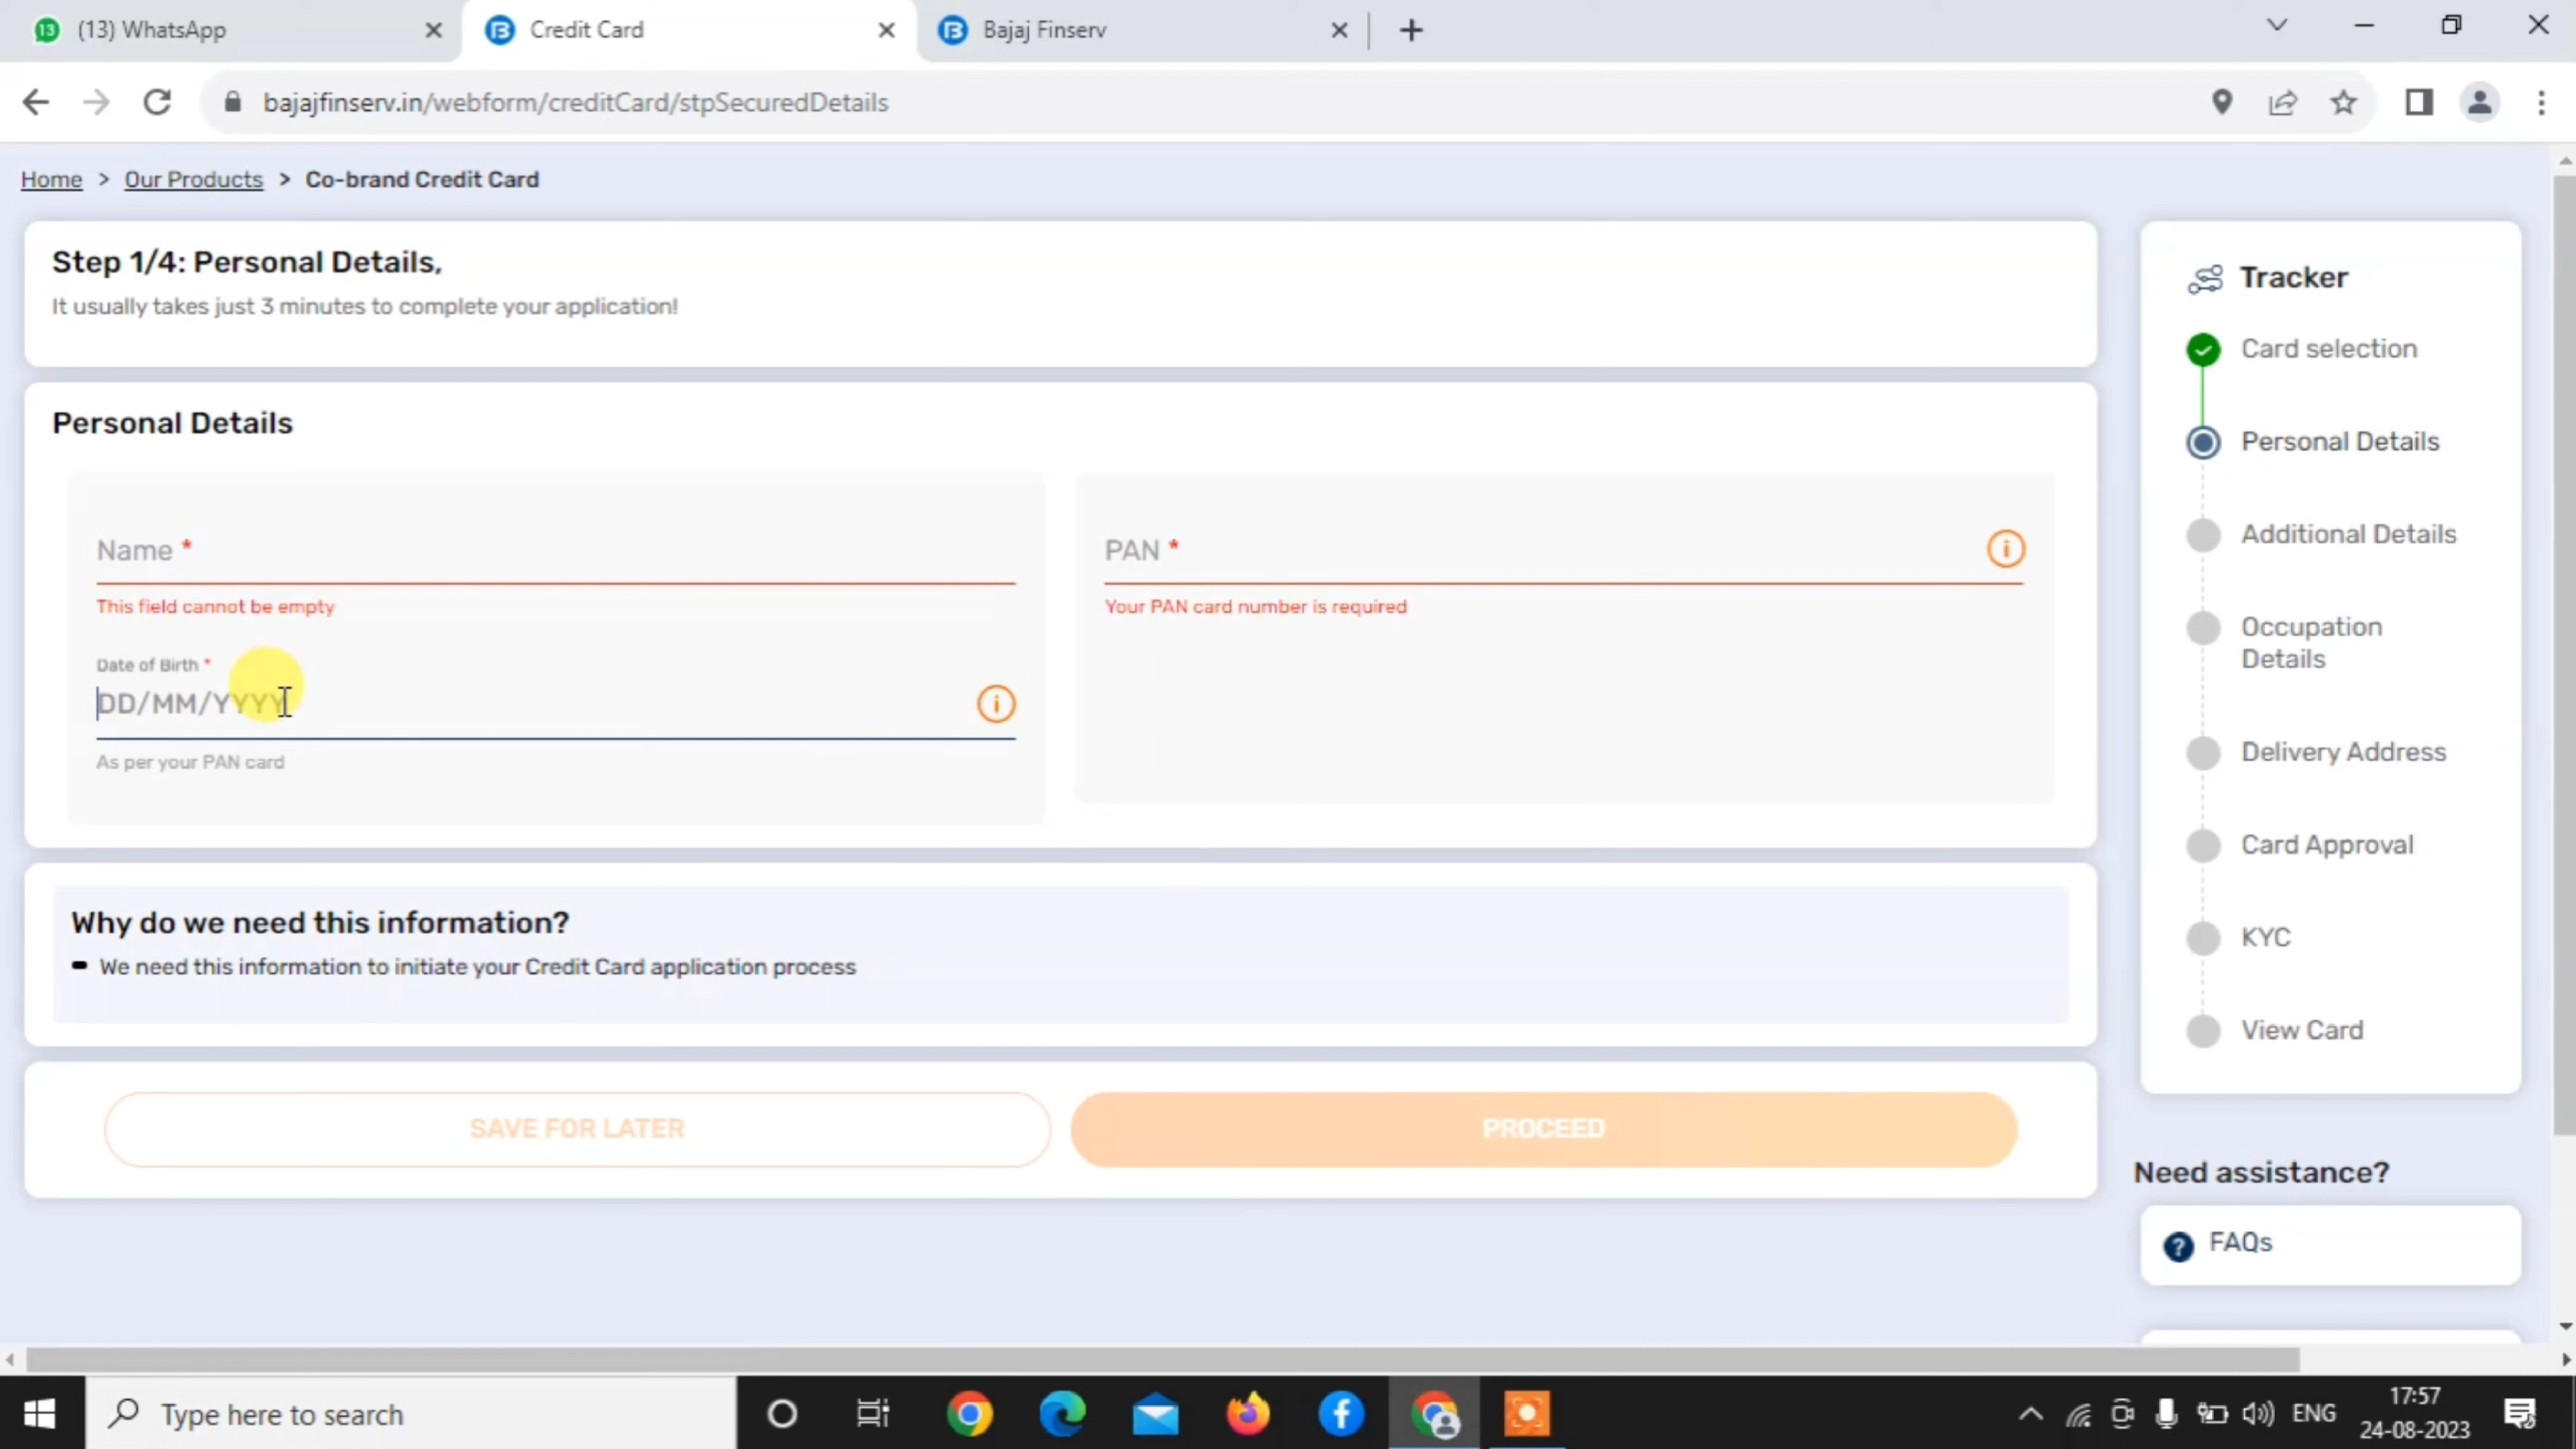 13 (13) WhatsApp
Credit Card
Bajaj Finserv
bajajfinserv.in/webform/creditCard/stpSecuredDetails
Home > Our Products > Co-brand Credit Card
Step 1/4: Personal Details,
It usually takes just 3 minutes to complete your application!
Personal Details
Name *
This field cannot be empty
PAN *
Your PAN card number is required
Date of Birth *
DD/MM/YYYY
As per your PAN card
Why do we need this information?
We need this information to initiate your Credit Card application process
SAVE FOR LATER
PROCEED
Tracker
Card selection
Personal Details
Additional Details
Occupation
Details
Delivery Address
Card Approval
KYC
View Card
Need assistance?
FAQs
Type here to search
ENG
17:57
24-08-2023